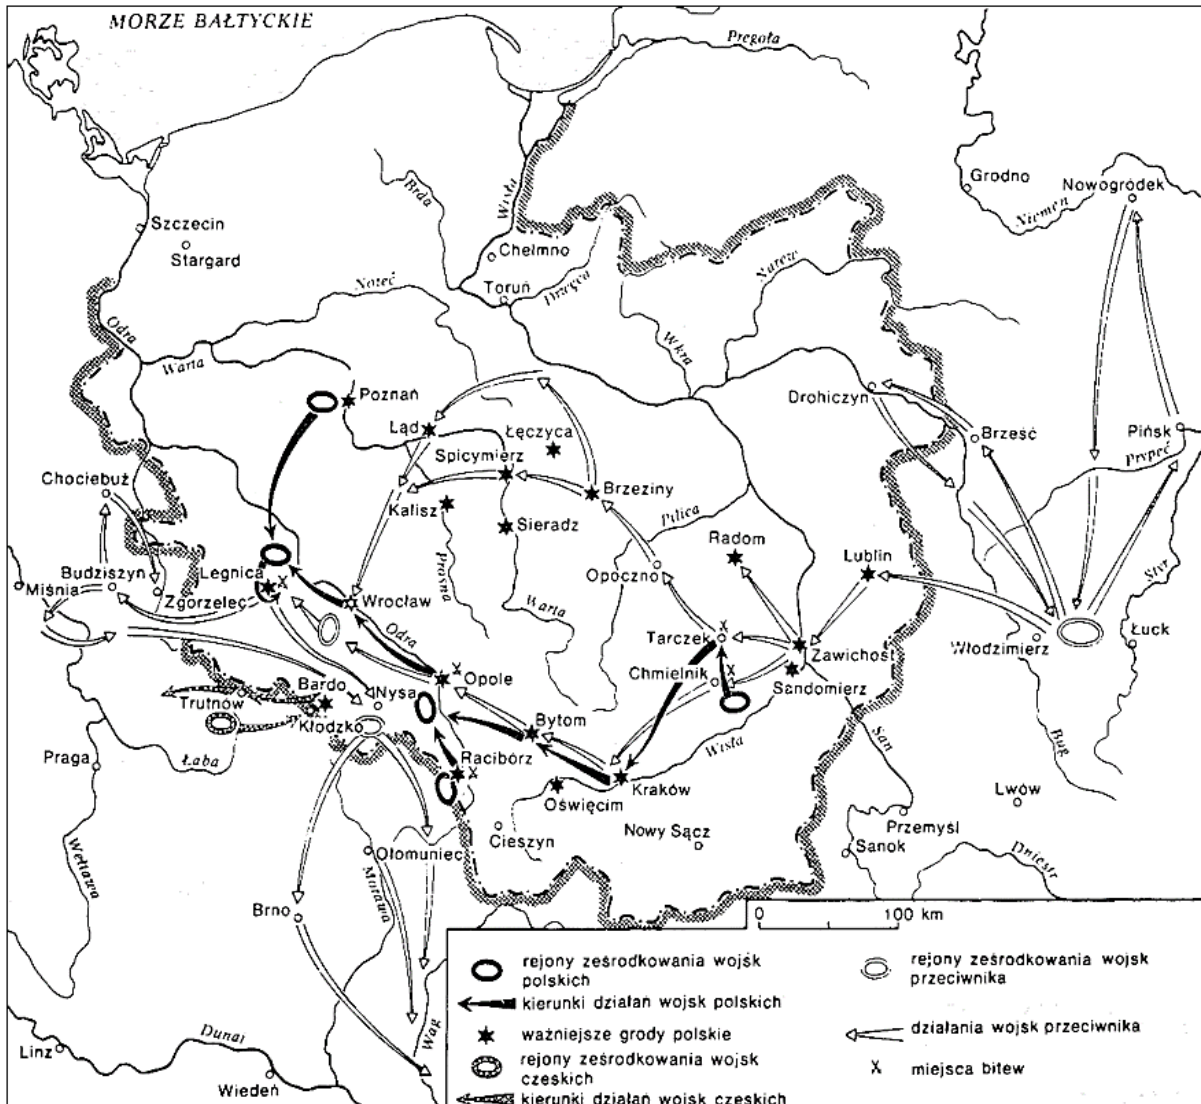 MORZE BAŁTYCKIE
Pregoła
Grodno
Nowogródek
Niemen
Brda
Wisła
Szczecin
Stargard
Chełmno
Toruń
Drzęca
Narew
Noteć
Wkra
Odra
Warta
Drohiczyn
Poznań
Ląd
Łęczyca
Brześć
Pińsk
Prypeć
Spicymierz
Chociebuż
Brzeziny
Kalisz
Sieradz
Pilica
Radom
Lublin
Opoczno
Prosna
Styr
Miśnia
Budziszyn
Legnica
Zgorzelec
Wrocław
Warta
Odra
Tarczek
Zawichost
Włodzimierz
Łuck
Chmielnik
Sandomierz
Opole
Bardo
Nysa
Trutnów
Kłodzko
Bytom
Wisła
San
Bug
Praga
Łaba
Racibórz
Oświęcim
Kraków
Lwów
Przemyśl
Nowy Sącz
Cieszyn
Sanok
Dniestr
Wełtawa
Ołomuniec
Morawa
Brno
0 100 km
rejony ześrodkowania wojsk
polskich
kierunki działań wojsk polskich
ważniejsze grody polskie
rejony ześrodkowania wojsk
czeskich
kierunki działań wojsk czeskich
rejony ześrodkowania wojsk
przeciwnika
działania wojsk przeciwnika
miejsca bitew
Wag
Dunai
Linz
Wiedeń